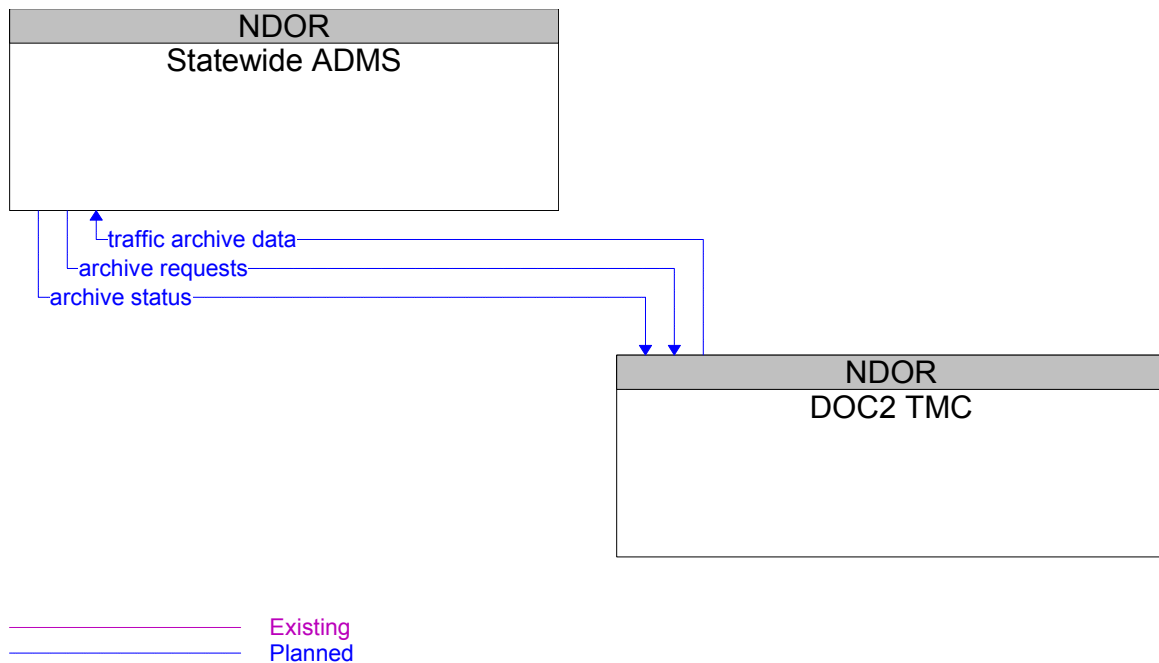 NDOR
Statewide ADMS
traffic archive data
archive requests
archive status
NDOR
DOC2 TMC
Existing
Planned